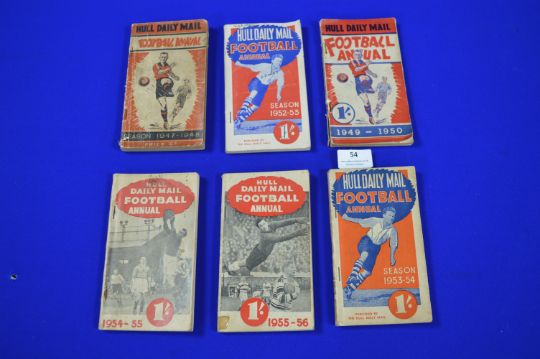 HULL DAILY MAIL
FOOTBALL ANNUAL
SEASON 1947-1948
HULL DAILY MAIL
FOOTBALL
ANNUAL
SEASON
1952-53
1/-
HULL DAILY MAIL
FOOTBALL
ANNUAL
1/-
1949 - 1950
54
HULL
DAILY MAIL
FOOTBALL
ANNUAL
1/-
1954-55
HULL
DAILY MAIL
FOOTBALL
ANNUAL
1/-
1955-56
HULL DAILY MAIL
FOOTBALL
ANNUAL
SEASON
1953-54
1/-